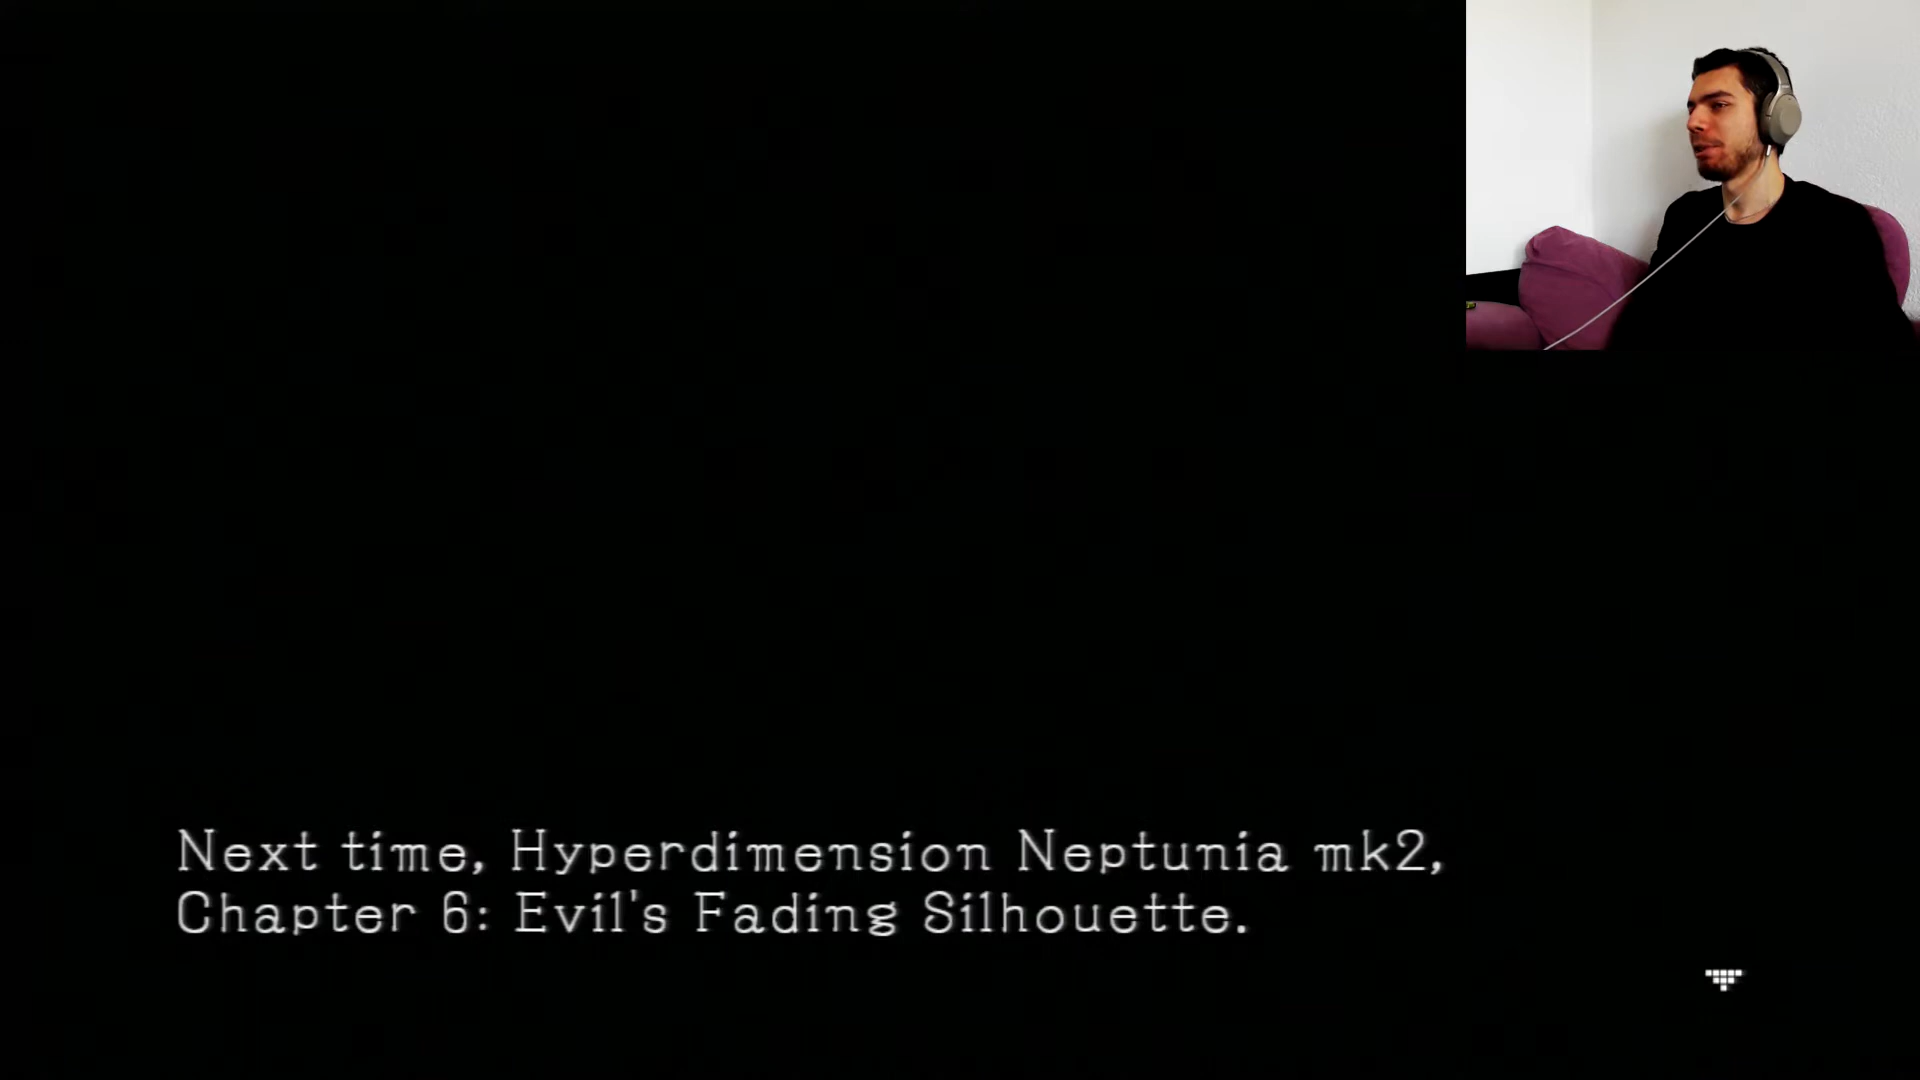 Next time, Hyperdimension Neptunia mk2,
Chapter 6: Evil's Fading Silhouette.